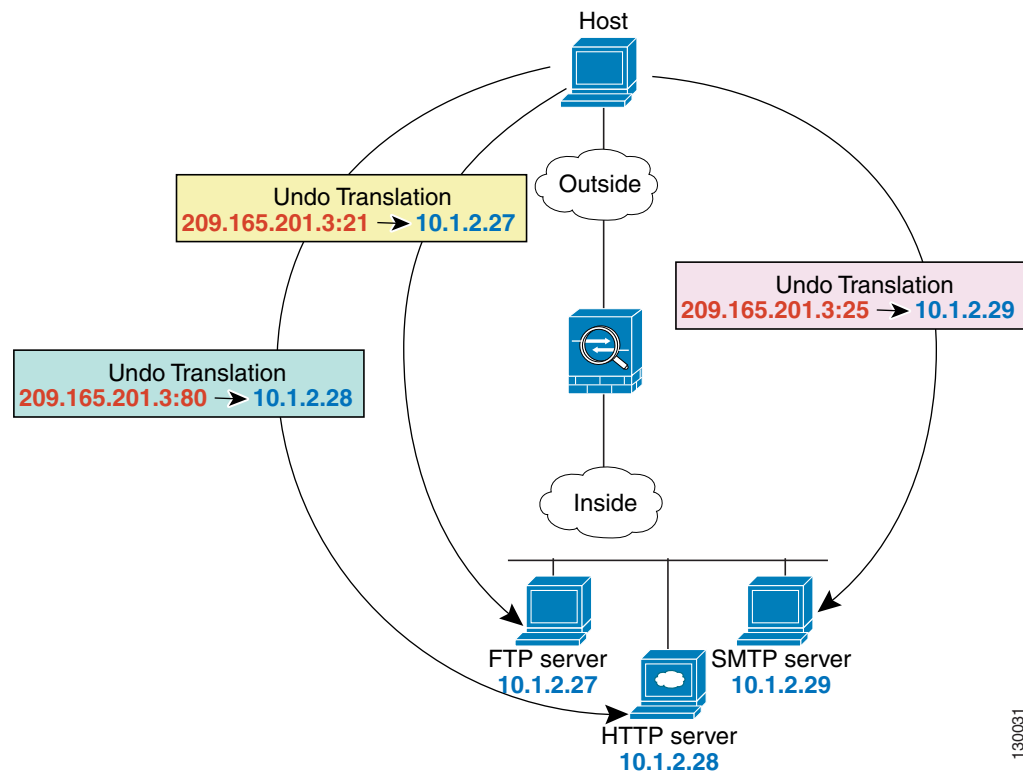 Host
Outside
Undo Translation
209.165.201.3:21 → 10.1.2.27
Undo Translation
209.165.201.3:25 → 10.1.2.29
Undo Translation
209.165.201.3:80 → 10.1.2.28
Inside
FTP server
10.1.2.27
SMTP server
10.1.2.29
HTTP server
10.1.2.28
130031